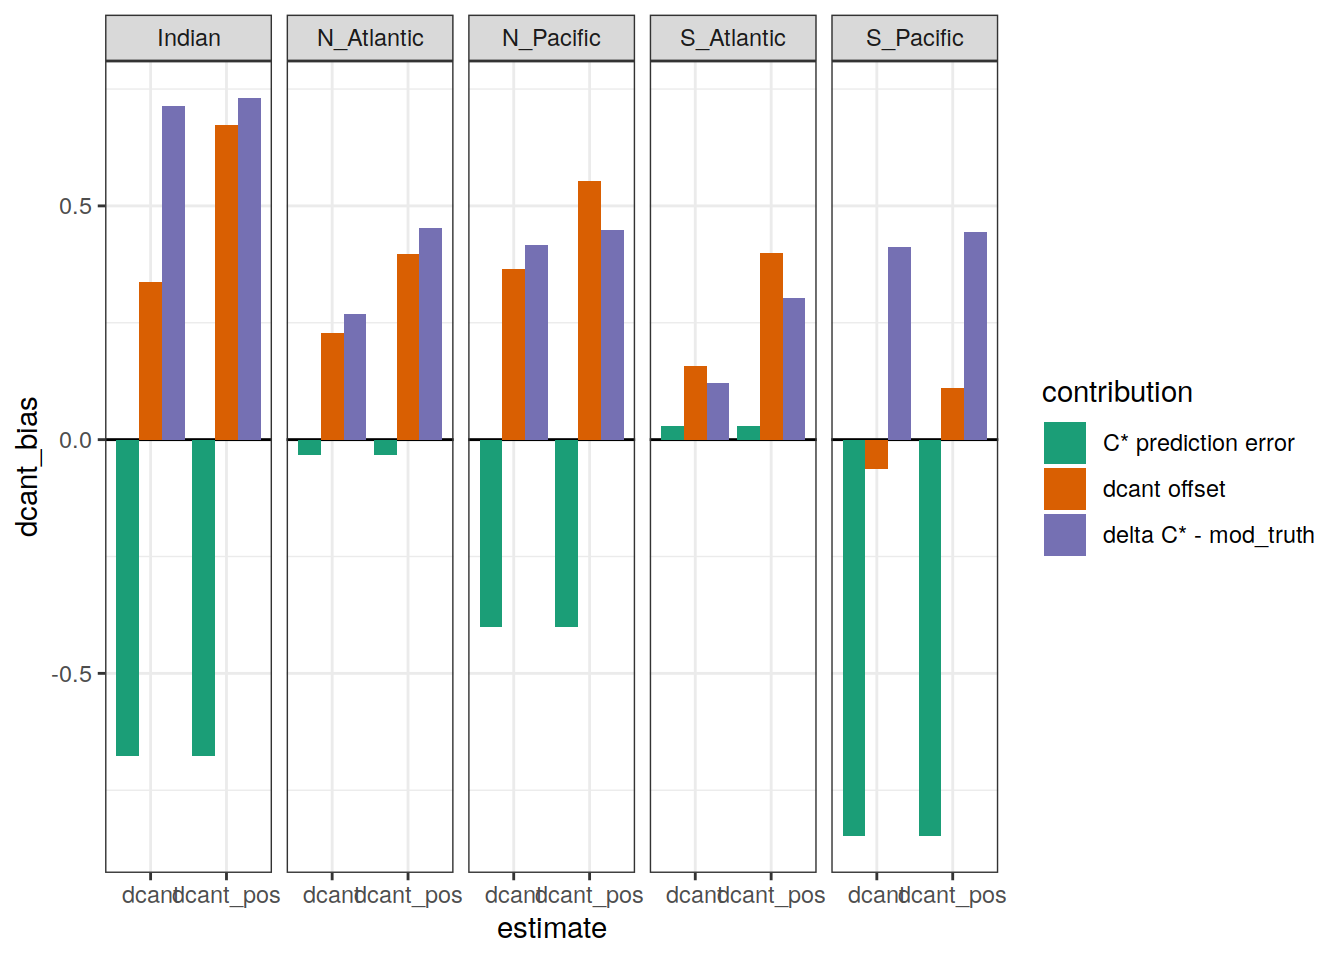 Indian N_Atlantic N_Pacific S_Atlantic S_Pacific
dcant_bias
0.5
0.0
-0.5
dcant dcant_pos dcant dcant_pos dcant dcant_pos dcant dcant_pos dcant dcant_pos
estimate
contribution
C* prediction error
dcant offset
delta C* - mod_truth